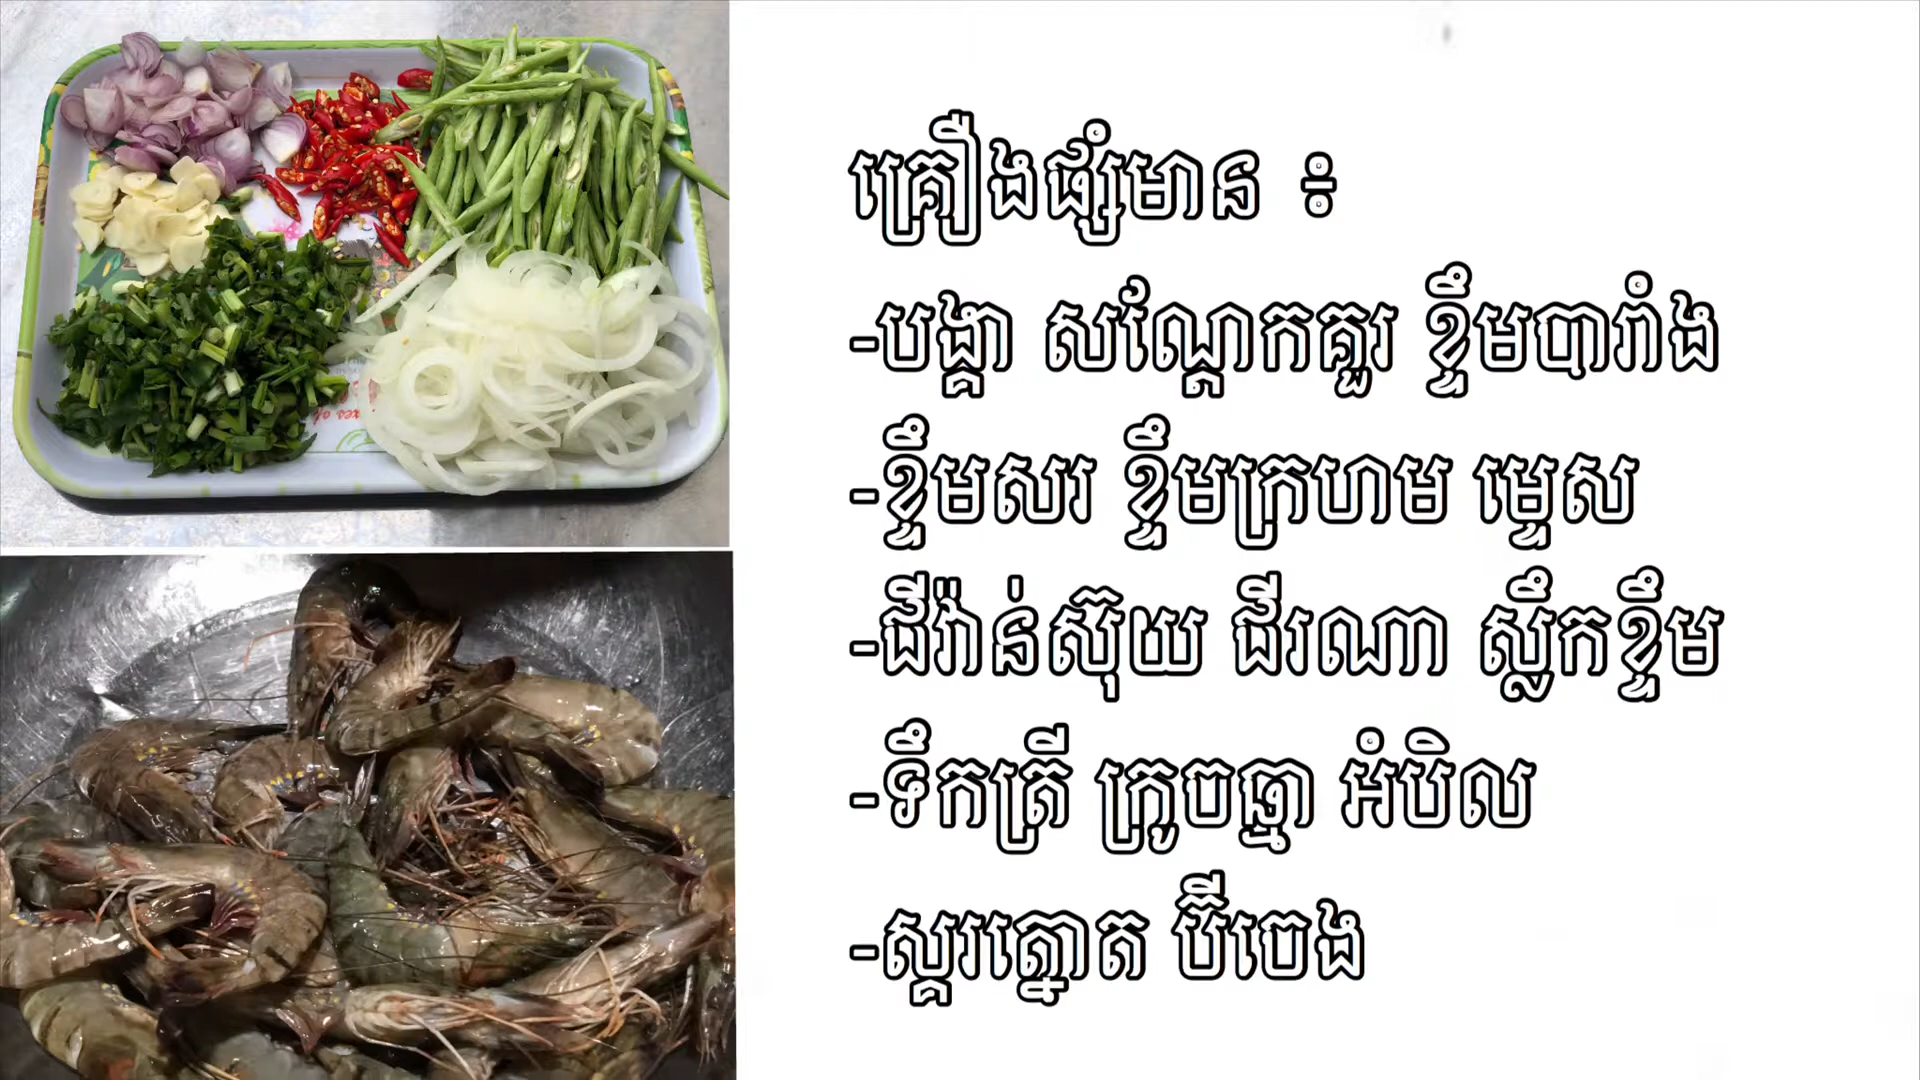 គ្រឿងផ្សំមាន ៖
-បង្គា សណ្ដែកគួរ ខ្ទឹមបារាំង
-ខ្ទឹមសរ ខ្ទឹមក្រហម ម្ទេស
-ជីវ៉ាន់ស៊ុយ ជីរណា ស្លឹកខ្ទឹម
-ទឹកត្រី ក្រូចឆ្មា អំបិល
-ស្ករត្នោត ប៊ីចេង